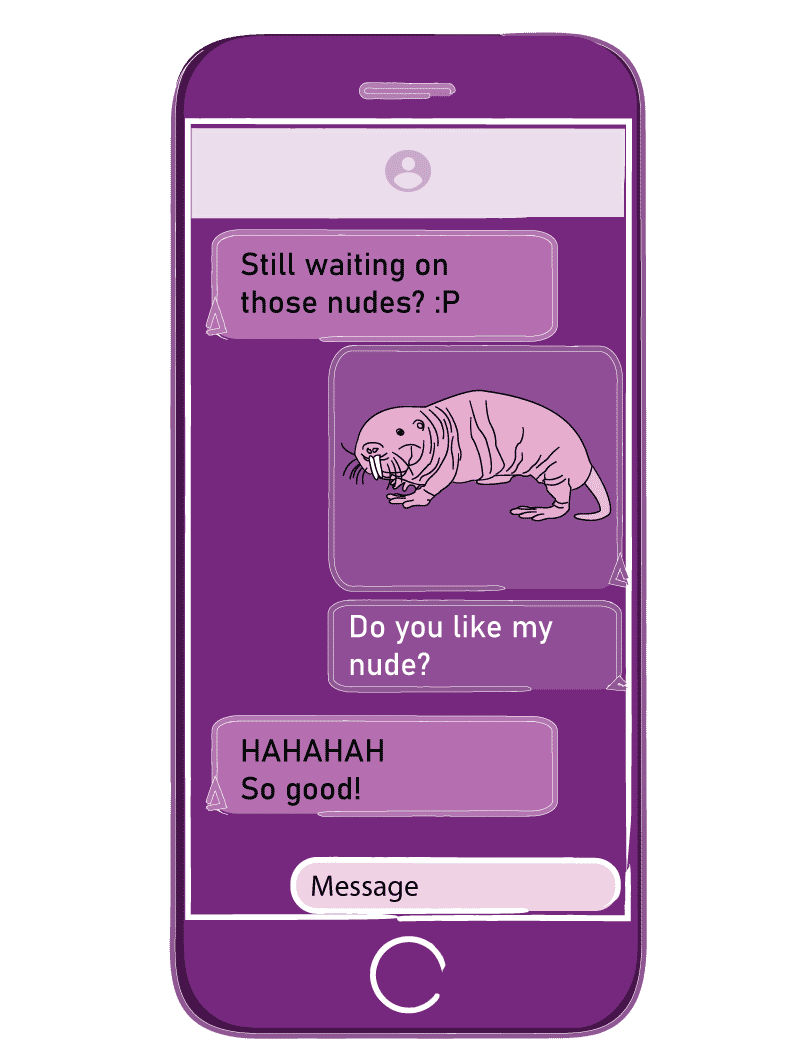 Still waiting on
those nudes? :P
Do you like my
nude?
HAHAHAH
So good!
Message